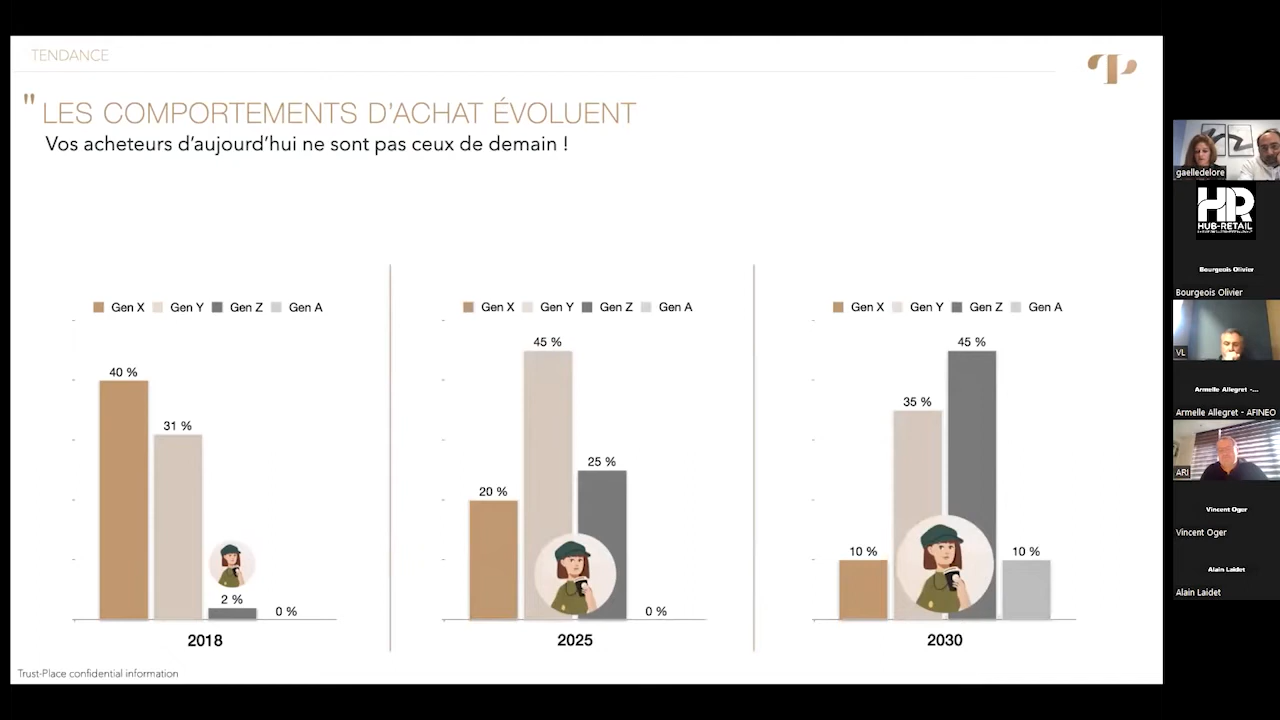 TENDANCE
" LES COMPORTEMENTS D'ACHAT ÉVOLUENT
Vos acheteurs d'aujourd'hui ne sont pas ceux de demain !
Gen X Gen Y Gen Z Gen A
40 %
31 %
2 %
0 %
2018
Gen X Gen Y Gen Z Gen A
45 %
25 %
20 %
0 %
2025
Gen X Gen Y Gen Z Gen A
45 %
35 %
10 %
10 %
2030
Trust-Place confidential information
gaelledelore
HR
HUB-RETAIL
Bourgeois Olivier
Bourgeois Olivier
VL
Armelle Allegret -...
Armelle Allegret - AFINEO
ARI
Vincent Oger
Vincent Oger
Alain Laidet
Alain Laidet